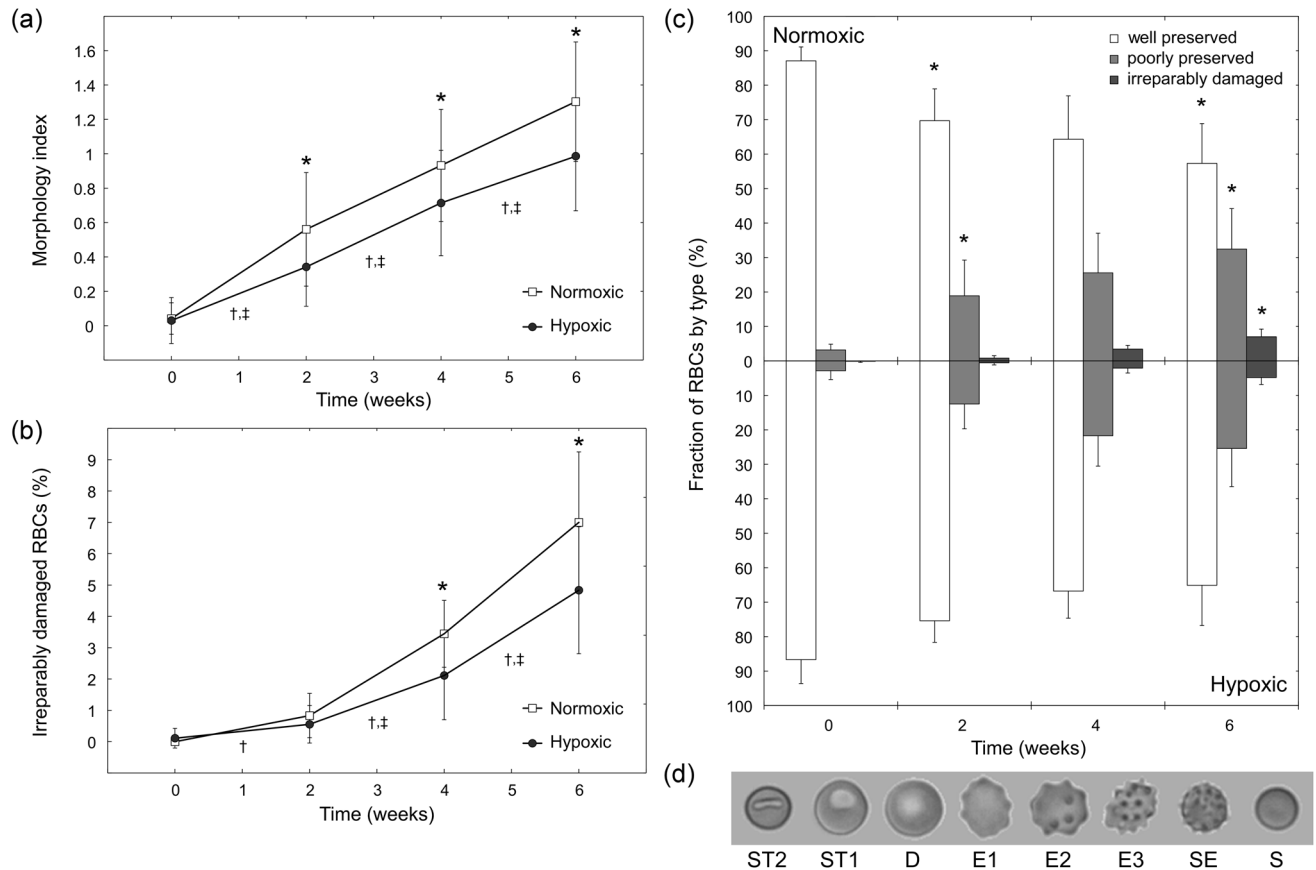 (a)
Morphology index
1.6
1.4
1.2
1
0.8
0.6
0.4
0.2
0
* * *
†,‡ †,‡ †,‡
Normoxic
Hypoxic
0 1 2 3 4 5 6
Time (weeks)
(b)
Irreparably damaged RBCs (%)
9
7
7
6
5
4
3
2
1
0
* *
† †,‡ †,‡
Normoxic
Hypoxic
0 1 2 3 4 5 6
Time (weeks)
(c)
Fraction of RBCs by type (%)
100
90
80
70
60
50
40
30
20
10
0
10
20
30
40
50
60
70
80
90
100
Normoxic
well preserved
poorly preserved
irreparably damaged
* * * * *
Hypoxic
0 2 4 6
Time (weeks)
(d)
ST2 ST1 D E1 E2 E3 SE S